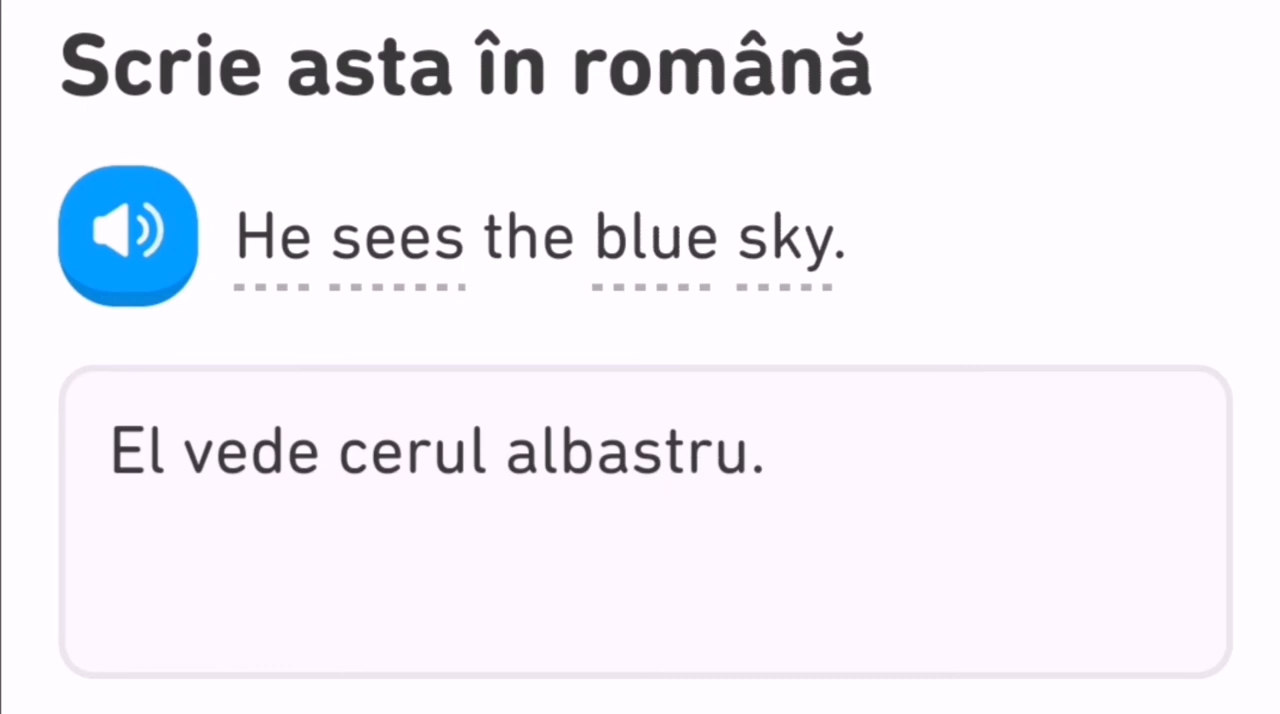 Scrie asta în română
He sees the blue sky.
El vede cerul albastru.